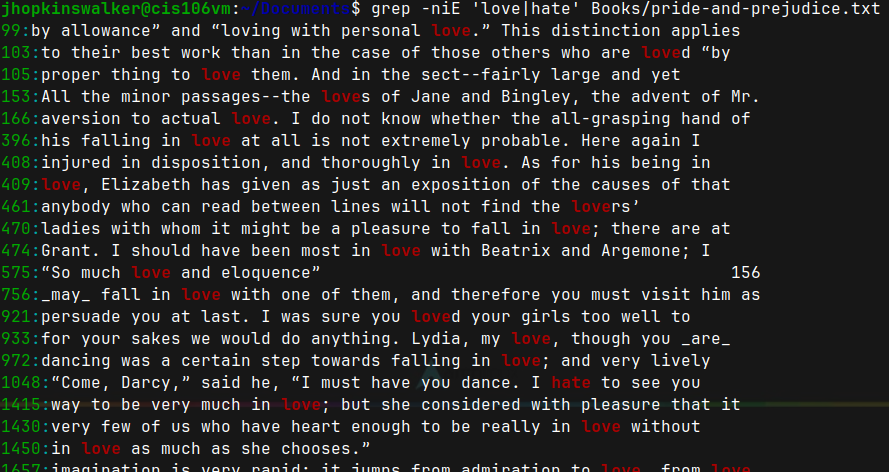 jhopkinswalker@cis106vm:~/Documents$ grep -niE 'love|hate' Books/pride-and-prejudice.txt
99:by allowance” and “loving with personal love.” This distinction applies
103:to their best work than in the case of those others who are loved “by
105:proper thing to love them. And in the sect--fairly large and yet
153:All the minor passages--the loves of Jane and Bingley, the advent of Mr.
166:aversion to actual love. I do not know whether the all-grasping hand of
396:his falling in love at all is not extremely probable. Here again I
408:injured in disposition, and thoroughly in love. As for his being in
409:love, Elizabeth has given as just an exposition of the causes of that
461:anybody who can read between lines will not find the lovers’
470:ladies with whom it might be a pleasure to fall in love; there are at
474:Grant. I should have been most in love with Beatrix and Argemone; I
575:“So much love and eloquence” 156
756:_may_ fall in love with one of them, and therefore you must visit him as
921:persuade you at last. I was sure you loved your girls too well to
933:for your sakes we would do anything. Lydia, my love, though you _are_
972:dancing was a certain step towards falling in love; and very lively
1048:“Come, Darcy,” said he, “I must have you dance. I hate to see you
1415:way to be very much in love; but she considered with pleasure that it
1430:very few of us who have heart enough to be really in love without
1450:in love as much as she chooses.”
1657:imagination is very rapid; it jumps from admiration to love, from love